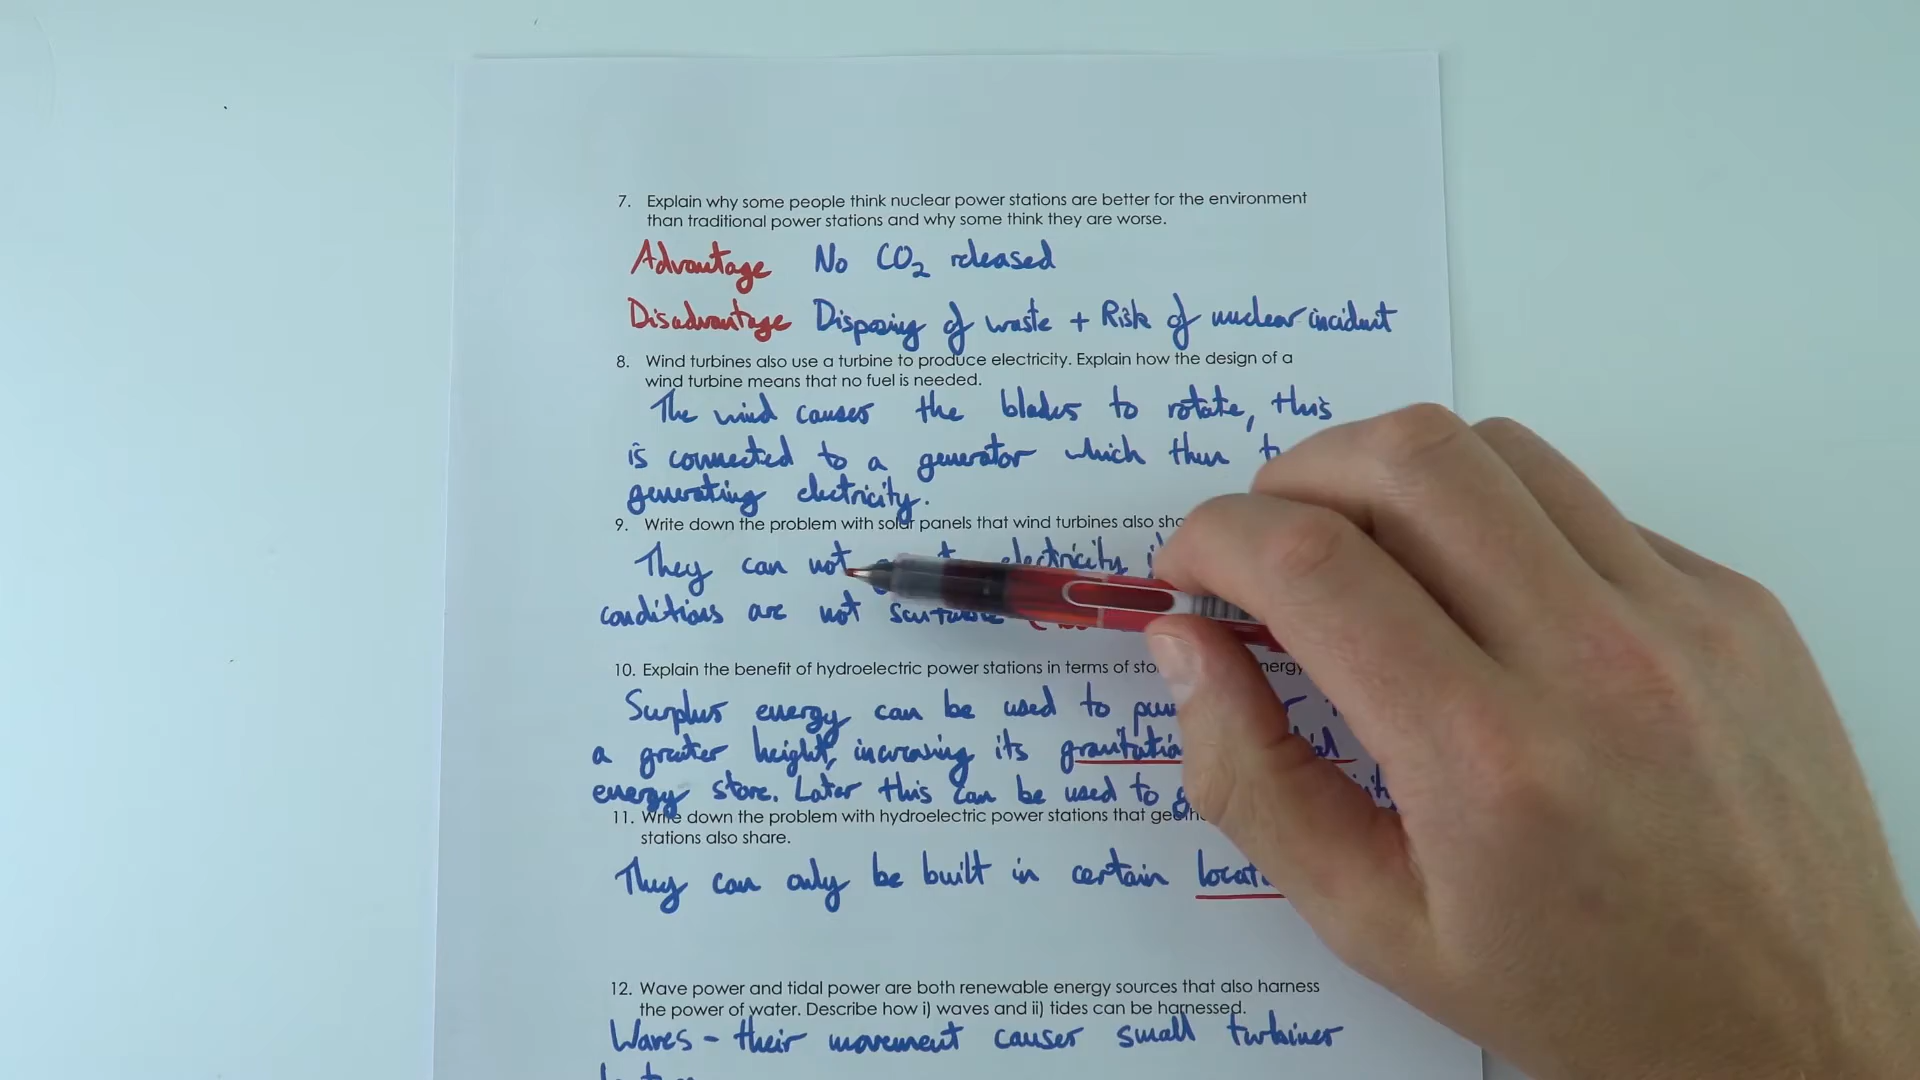 7. Explain why some people think nuclear power stations are better for the environment
than traditional power stations and why some think they are worse.
Advantage No CO2 released
Disadvantage Disposing of waste + Risk of nuclear incident
8. Wind turbines also use a turbine to produce electricity. Explain how the design of a
wind turbine means that no fuel is needed.
The wind causes the blades to rotate, this
is connected to a generator which then
generating electricity.
9. Write down the problem with solar panels that wind turbines also
They can not electricity
conditions are not
10. Explain the benefit of hydroelectric power stations in terms of
Surplus energy can be used to
a greater height, increasing its
energy store. Later this can be used to
11. Write down the problem with hydroelectric power stations that
stations also share.
They can only be built in certain
12. Wave power and tidal power are both renewable energy sources that also harness
the power of water. Describe how i) waves and ii) tides can be harnessed.
Waves - their movement causes small turbines